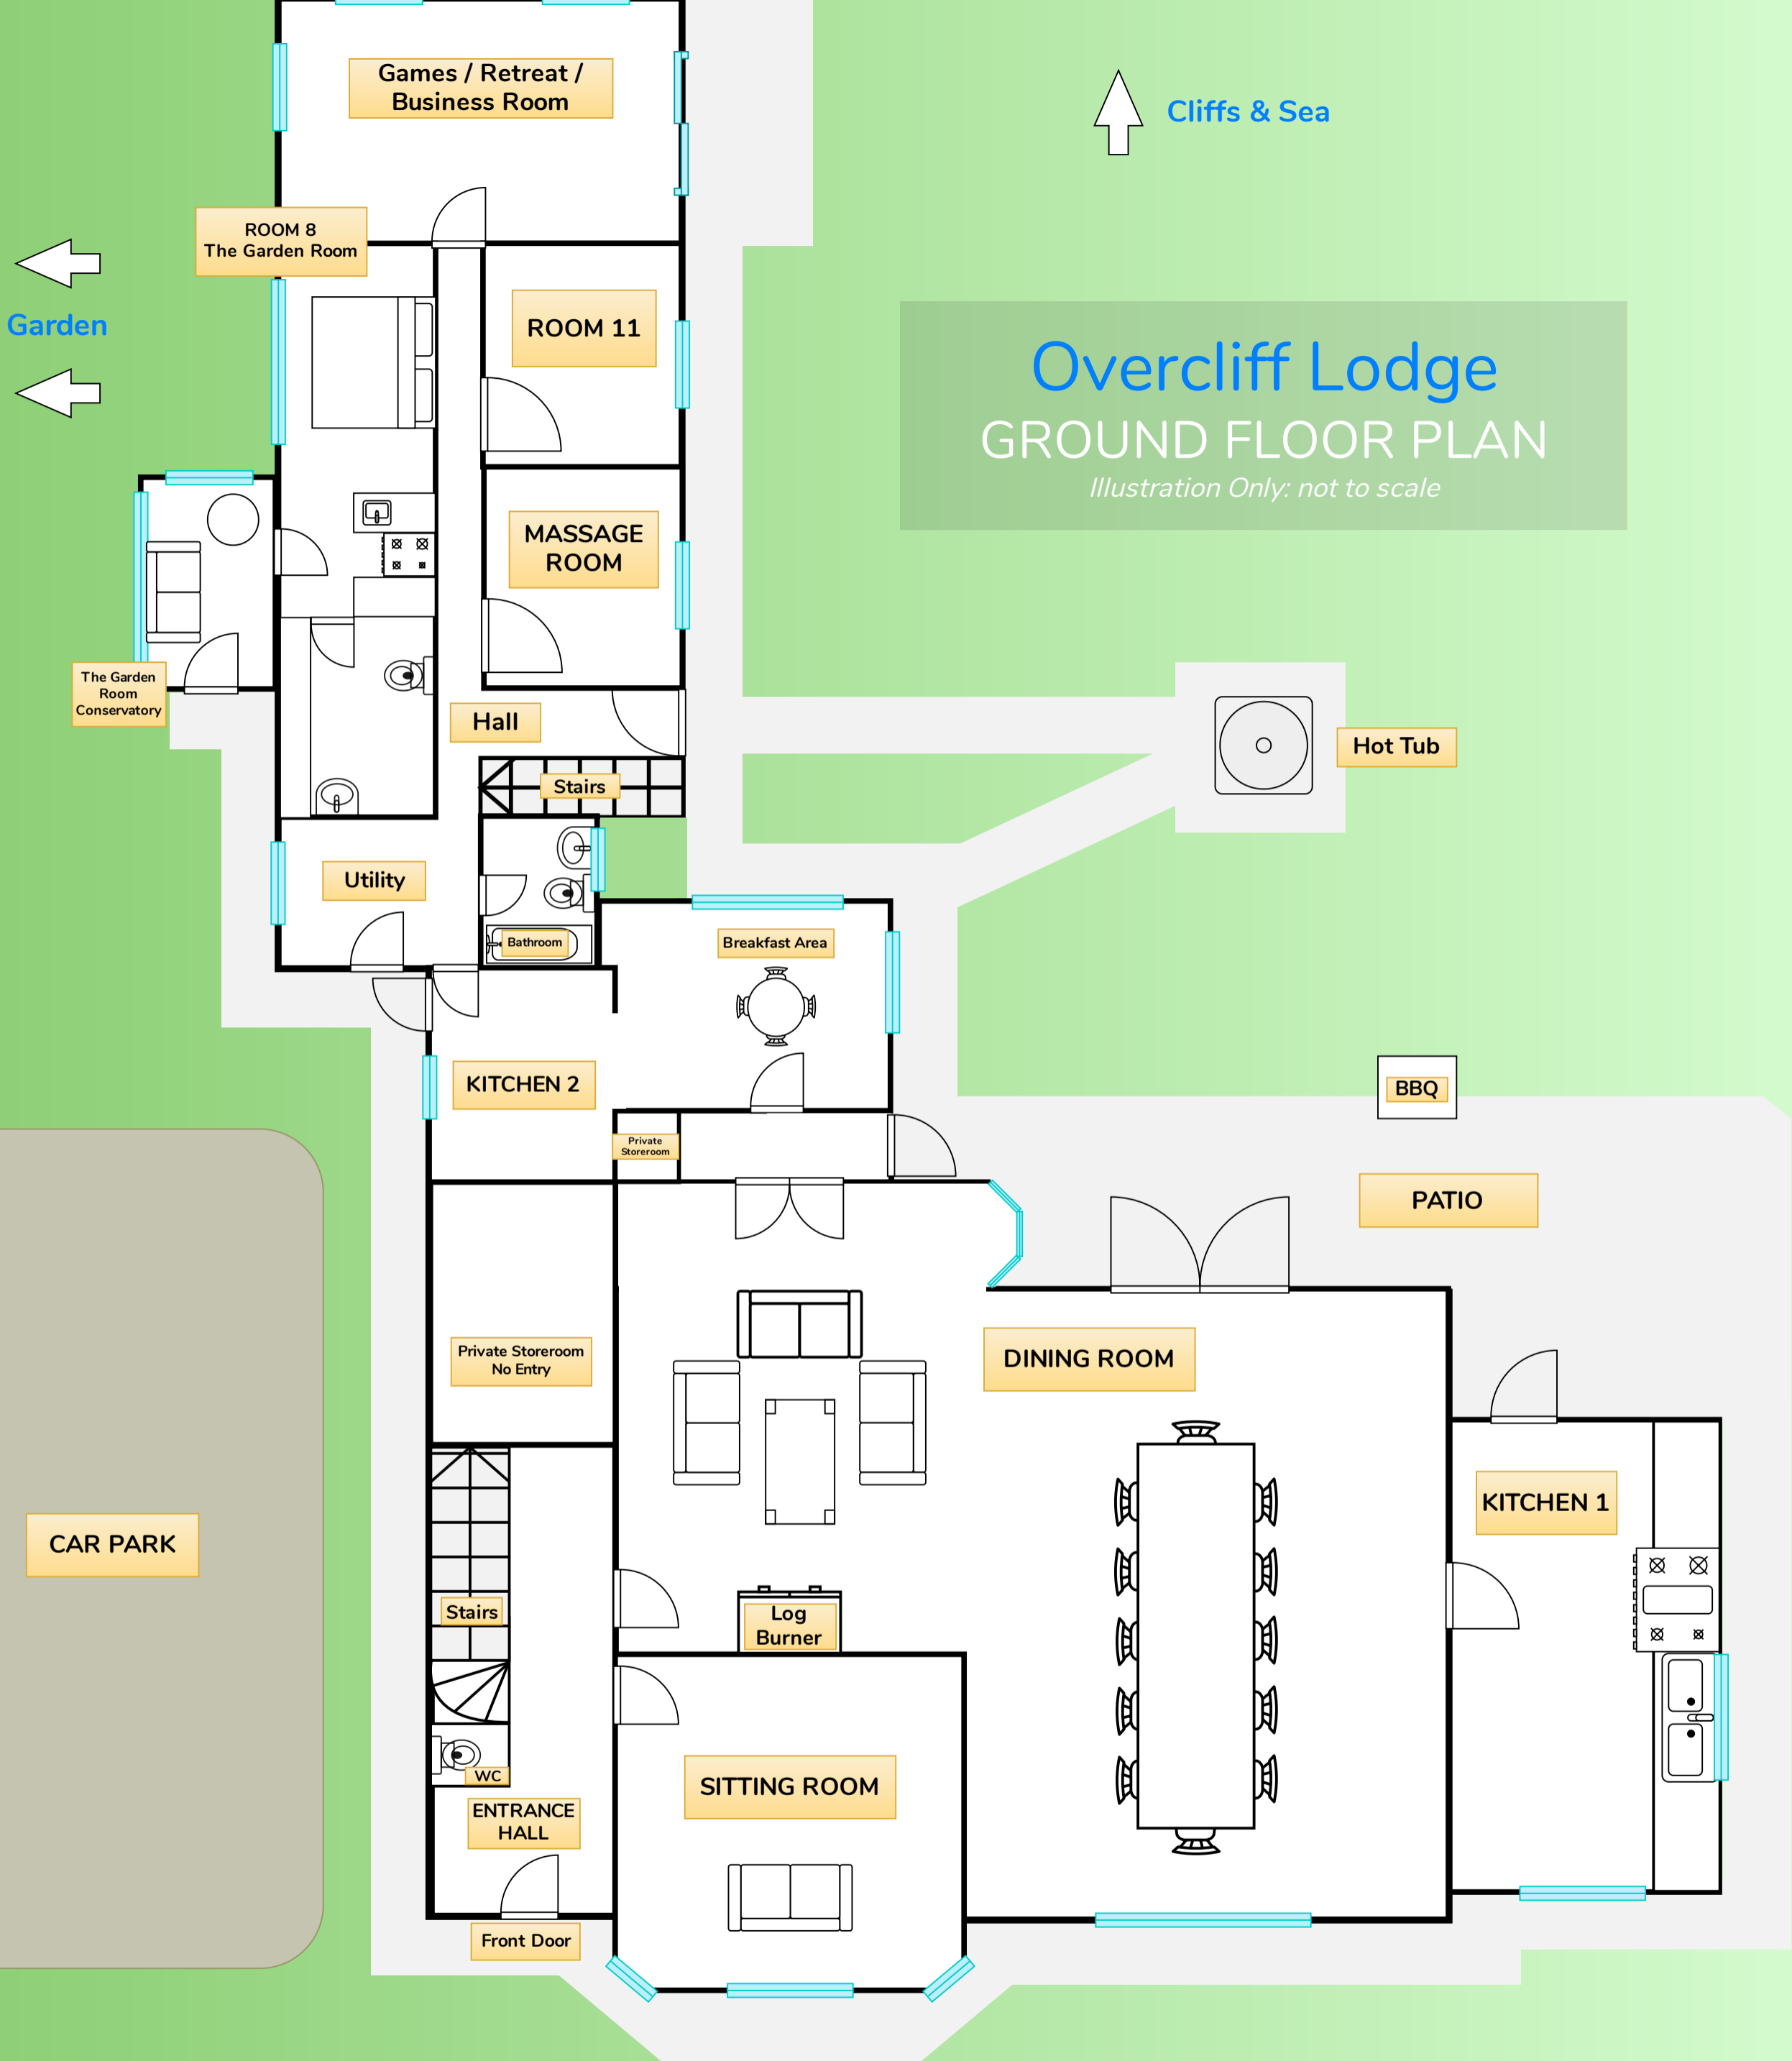 Games / Retreat /
Business Room
Cliffs & Sea
ROOM 8
The Garden Room
Garden
ROOM 11
Overcliff Lodge
GROUND FLOOR PLAN
Illustration Only: not to scale
MASSAGE
ROOM
The Garden
Room
Conservatory
Hall
Hot Tub
Stairs
Utility
Bathroom
Breakfast Area
KITCHEN 2
BBQ
Private
Storeroom
PATIO
Private Storeroom
No Entry
DINING ROOM
KITCHEN 1
CAR PARK
Stairs
Log
Burner
WC
SITTING ROOM
ENTRANCE
HALL
Front Door